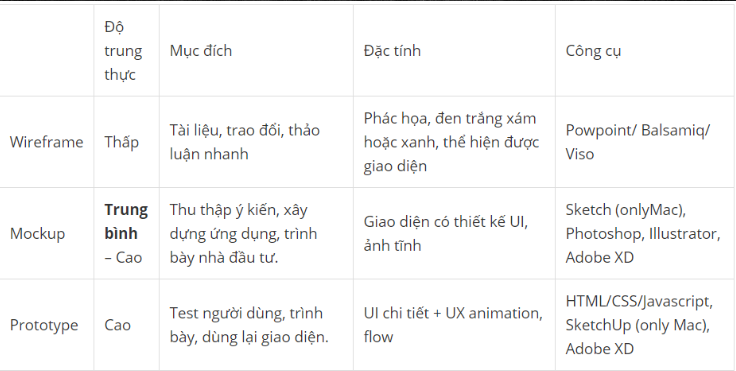 Độ
trung
thực
Mục đích
Đặc tính
Công cụ
Wireframe
Thấp
Tài liệu, trao đổi, thảo
luận nhanh
Phác họa, đen trắng xám
hoặc xanh, thể hiện được
giao diện
Powpoint/ Balsamiq/
Viso
Mockup
Trung
bình
– Cao
Thu thập ý kiến, xây
dựng ứng dụng, trình
bày nhà đầu tư.
Giao diện có thiết kế UI,
ảnh tĩnh
Sketch (onlyMac),
Photoshop, Illustrator,
Adobe XD
Prototype
Cao
Test người dùng, trình
bày, dùng lại giao diện.
UI chi tiết + UX animation,
flow
HTML/CSS/Javascript,
SketchUp (only Mac),
Adobe XD